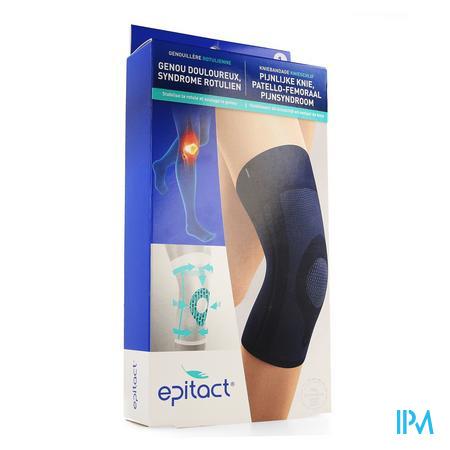 GENOUILLÈRE ROTULIENNE
GENOU DOULOUREUX,
SYNDROME ROTULIEN
Stabilise la rotule et soulage le genou
KNIEBANDAGE KNIESCHIJF
PIJNLIJKE KNIE,
PATELLO-FEMORAAL
PIJNSYNDROOM
epitact®
epitact®
IPM